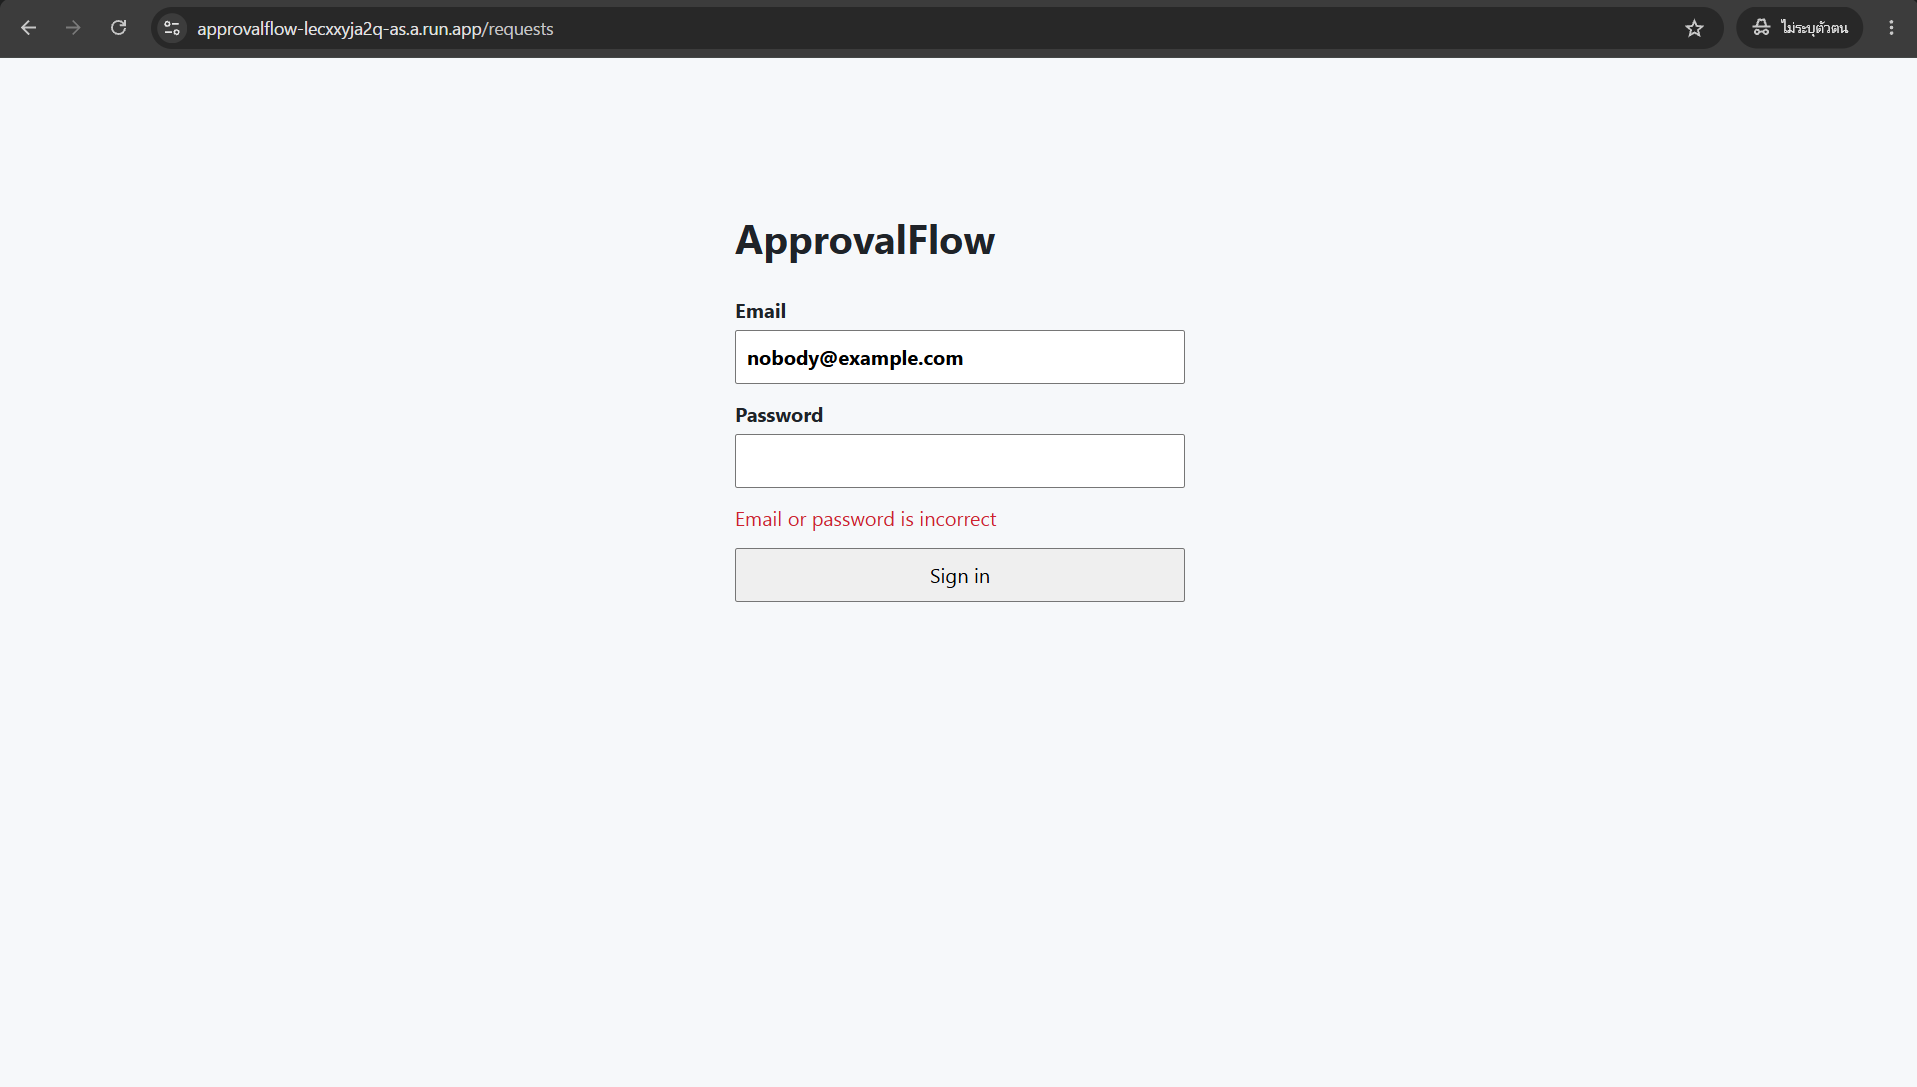 approvalflow-lecxxyja2q-as.a.run.app/requests
ไม่ระบุตัวตน
ApprovalFlow
Email
nobody@example.com
Password
Email or password is incorrect
Sign in